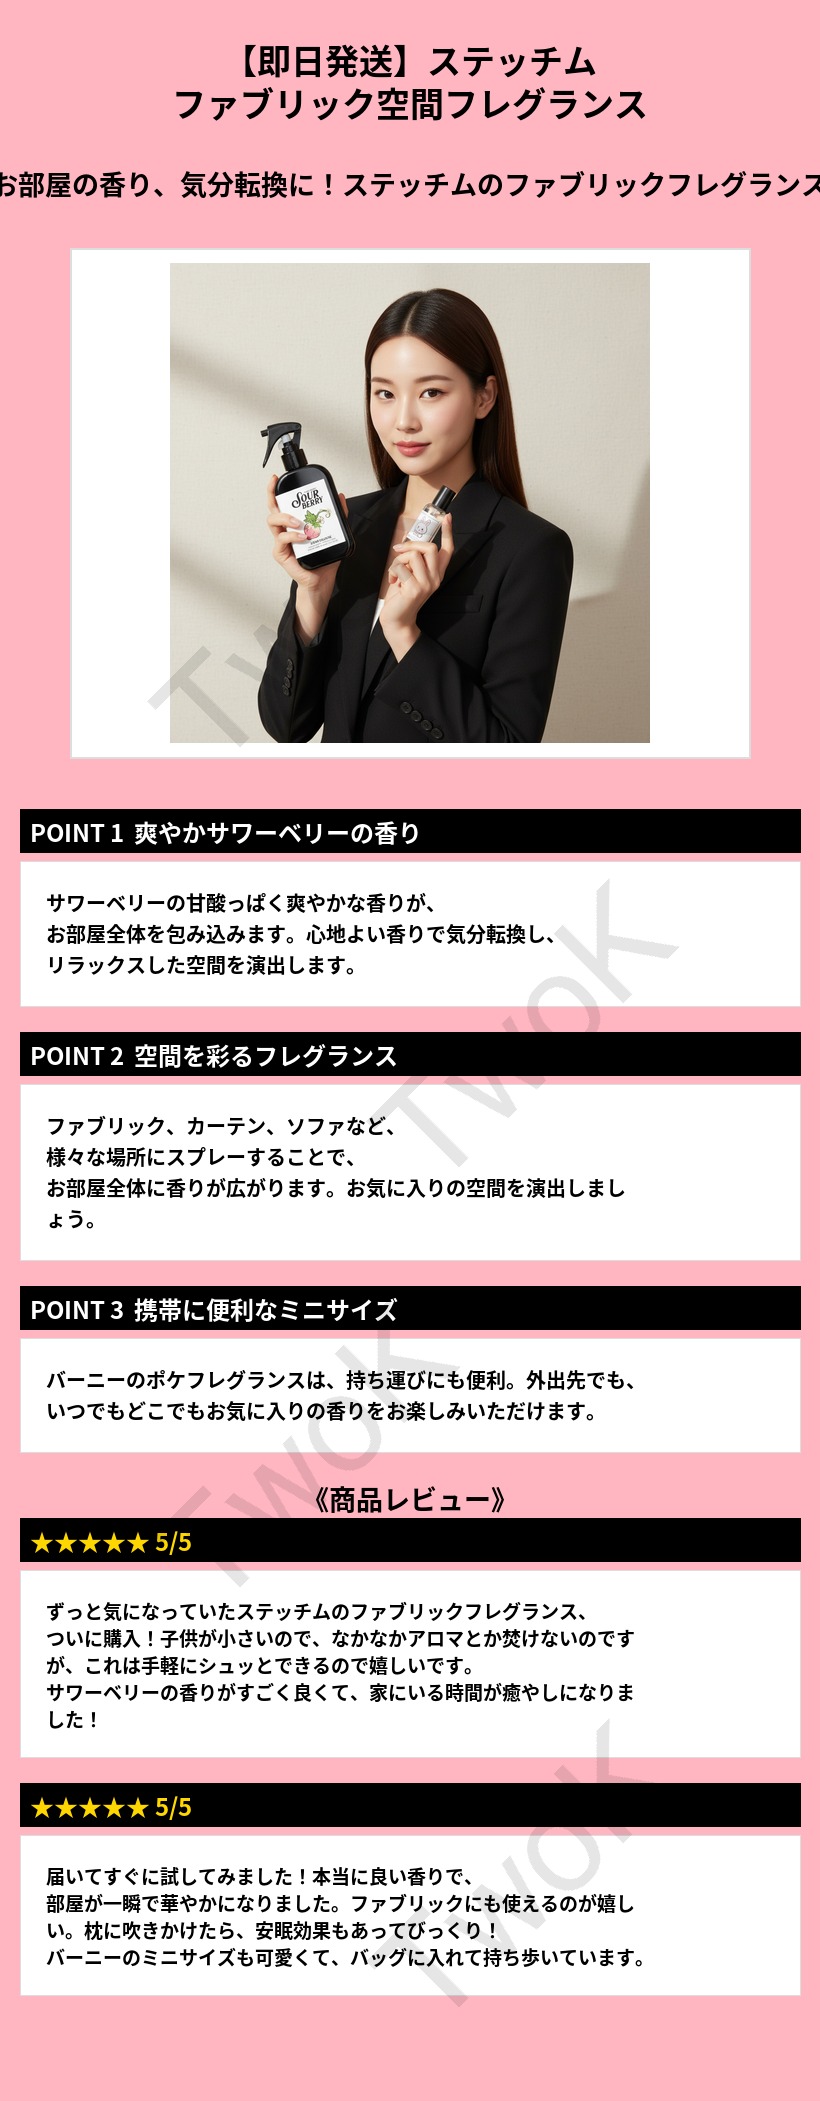 【即日発送】ステッチム
ファブリック空間フレグランス
お部屋の香り、気分転換に！ステッチムのファブリックフレグランス
SOUR
BERRY
TwoK
POINT 1 爽やかサワーベリーの香り
サワーベリーの甘酸っぱく爽やかな香りが、
お部屋全体を包み込みます。心地よい香りで気分転換し、
リラックスした空間を演出します。
TwoK
POINT 2 空間を彩るフレグランス
ファブリック、カーテン、ソファなど、
様々な場所にスプレーすることで、
お部屋全体に香りが広がります。お気に入りの空間を演出しまし
ょう。
POINT 3 携帯に便利なミニサイズ
バーニーのポケフレグランスは、持ち運びにも便利。外出先でも、
いつでもどこでもお気に入りの香りをお楽しみいただけます。
TwoK
《商品レビュー》
★★★★★ 5/5
ずっと気になっていたステッチムのファブリックフレグランス、
ついに購入！子供が小さいので、なかなかアロマとか焚けないのです
が、これは手軽にシュッとできるので嬉しいです。
サワーベリーの香りがすごく良くて、家にいる時間が癒やしになりま
した！
★★★★★ 5/5
届いてすぐに試してみました！本当に良い香りで、
部屋が一瞬で華やかになりました。ファブリックにも使えるのが嬉し
い。枕に吹きかけたら、安眠効果もあってびっくり！
バーニーのミニサイズも可愛くて、バッグに入れて持ち歩いています。
TwoK